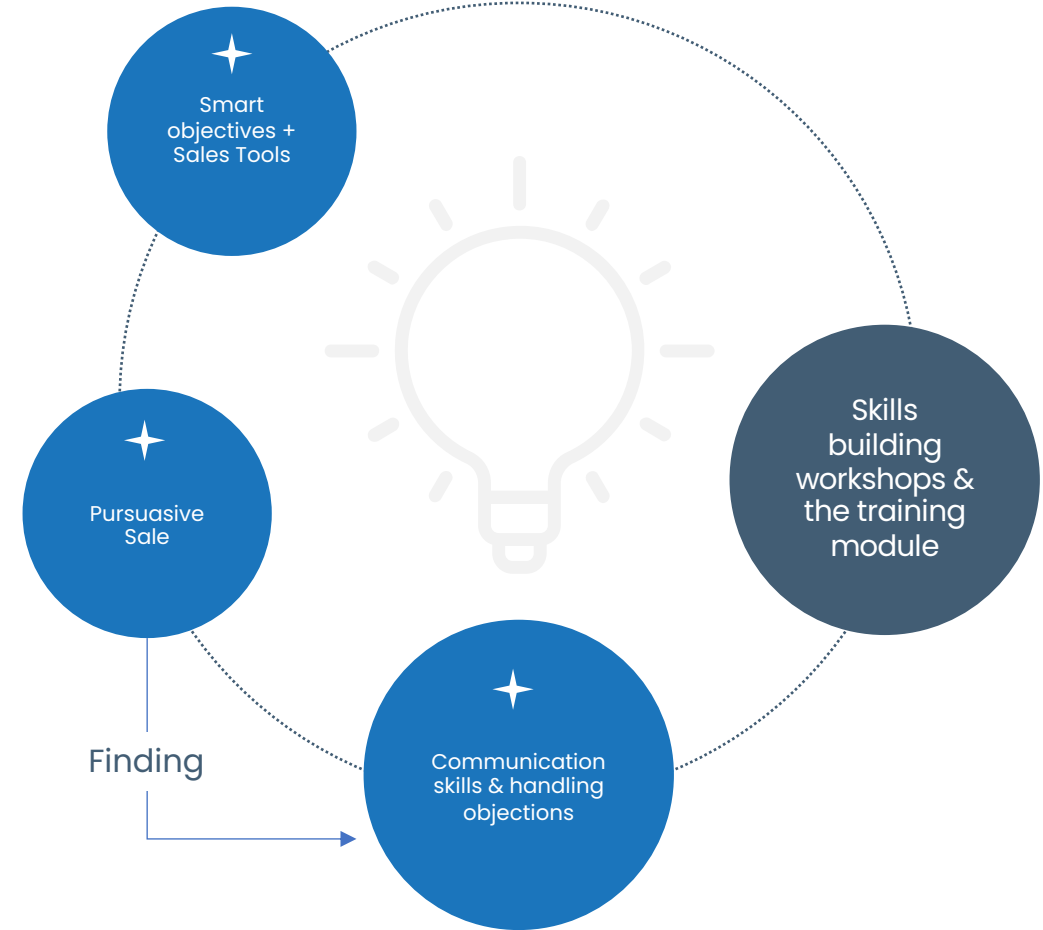 Smart
objectives +
Sales Tools
Skills
building
workshops &
the training
module
Pursuasive
Sale
Finding
Communication
skills & handling
objections